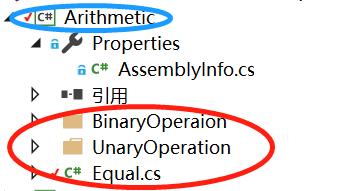 C# Arithmetic
Properties
C# AssemblyInfo.cs
引用
BinaryOperaion
UnaryOperation
C# Equal.cs